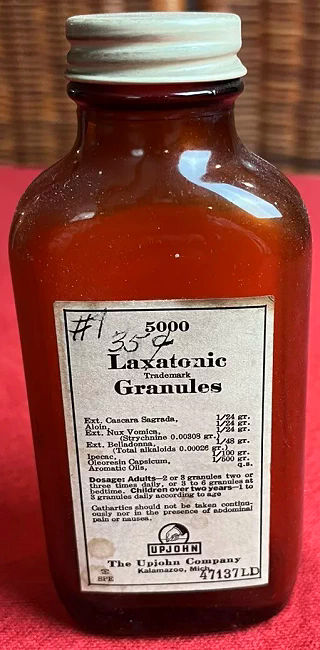 #1
5000
35¢
Laxatonic
Trademark
Granules
Ext. Cascara Sagrada, 1/24 gr.
Aloin, 1/24 gr.
Ext. Nux Vomica, 1/24 gr.
(Strychnine 0.00308 gr.)
Ext. Belladonna, 1/48 gr.
(Total alkaloids 0.00026 gr.)
Ipecac, 1/100 gr.
Oleoresin Capsicum, 1/500 gr.
Aromatic Oils, q.s.
Dosage: Adults—2 or 3 granules two or
three times daily, or 3 to 6 granules at
bedtime. Children over two years—1 to
3 granules daily according to age
Cathartics should not be taken continu-
ously nor in the presence of abdominal
pain or nausea.
UPJOHN
The Upjohn Company
Kalamazoo, Mich.
SPE
47137LD